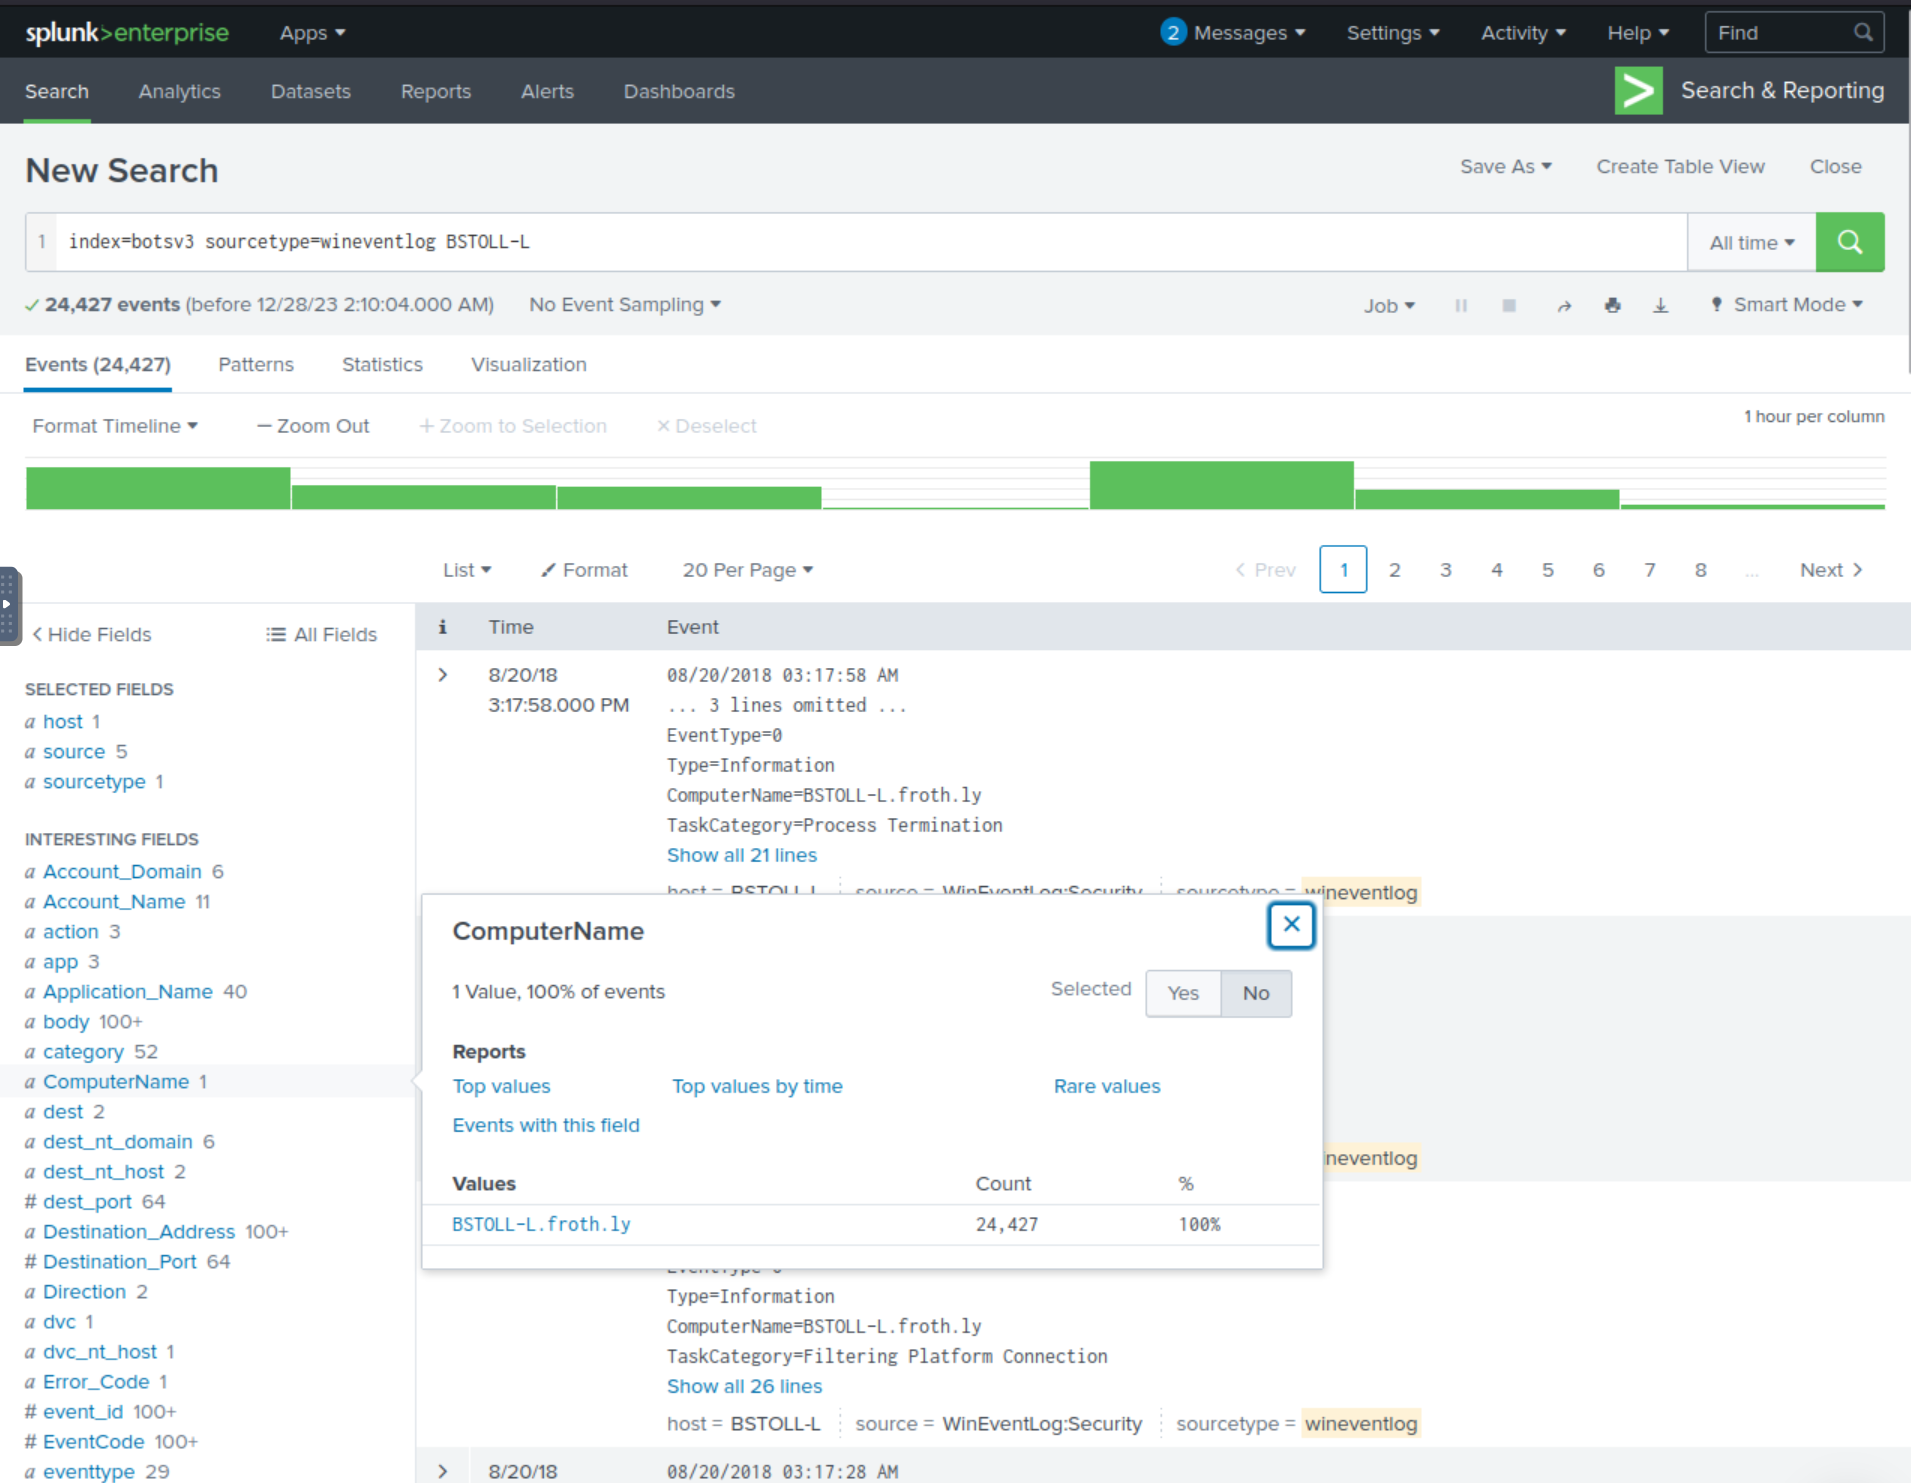 splunk>enterprise Apps 2 Messages Settings Activity Help Find
Search Analytics Datasets Reports Alerts Dashboards > Search & Reporting
New Search Save As Create Table View Close
1 index=botsv3 sourcetype=wineventlog BSTOLL-L All time
24,427 events (before 12/28/23 2:10:04.000 AM) No Event Sampling Job Smart Mode
Events (24,427) Patterns Statistics Visualization
Format Timeline — Zoom Out + Zoom to Selection × Deselect 1 hour per column
List Format 20 Per Page < Prev 1 2 3 4 5 6 7 8 ... Next >
< Hide Fields All Fields
i Time Event
SELECTED FIELDS
a host 1
a source 5
a sourcetype 1
INTERESTING FIELDS
a Account_Domain 6
a Account_Name 11
a action 3
a app 3
a Application_Name 40
a body 100+
a category 52
a ComputerName 1
a dest 2
a dest_nt_domain 6
a dest_nt_host 2
# dest_port 64
a Destination_Address 100+
# Destination_Port 64
a Direction 2
a dvc 1
a dvc_nt_host 1
a Error_Code 1
# event_id 100+
# EventCode 100+
a eventtype 29
> 8/20/18 08/20/2018 03:17:58 AM
3:17:58.000 PM ... 3 lines omitted ...
EventType=0
Type=Information
ComputerName=BSTOLL-L.froth.ly
TaskCategory=Process Termination
Show all 21 lines
host = BSTOLL-L source = WinEventLog:Security sourcetype = wineventlog
ComputerName ×
1 Value, 100% of events Selected Yes No
Reports
Top values Top values by time Rare values
Events with this field
ineventlog
Values Count %
BSTOLL-L.froth.ly 24,427 100%
Type=Information
ComputerName=BSTOLL-L.froth.ly
TaskCategory=Filtering Platform Connection
Show all 26 lines
host = BSTOLL-L source = WinEventLog:Security sourcetype = wineventlog
> 8/20/18 08/20/2018 03:17:28 AM